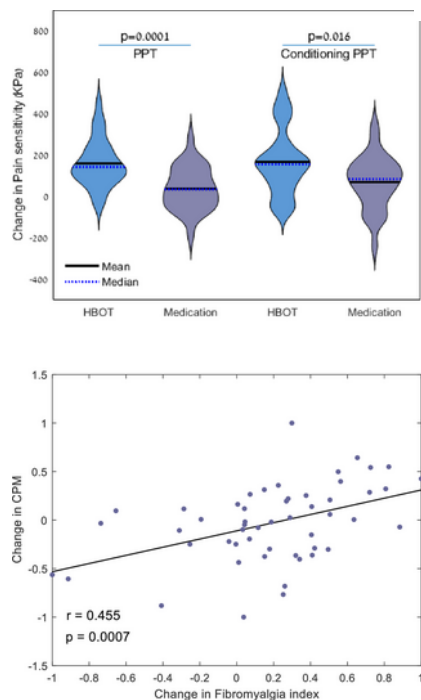 800
p=0.0001
p=0.016
PPT
Conditioning PPT
600
400
200
0
-200
-400
Change in Pain sensitivity (KPa)
Mean
Median
HBOT
Medication
HBOT
Medication
1.5
1
0.5
0
-0.5
-1
-1.5
Change in CPM
r = 0.455
p = 0.0007
-1
-0.8
-0.6
-0.4
-0.2
0
0.2
0.4
0.6
0.8
1
Change in Fibromyalgia index